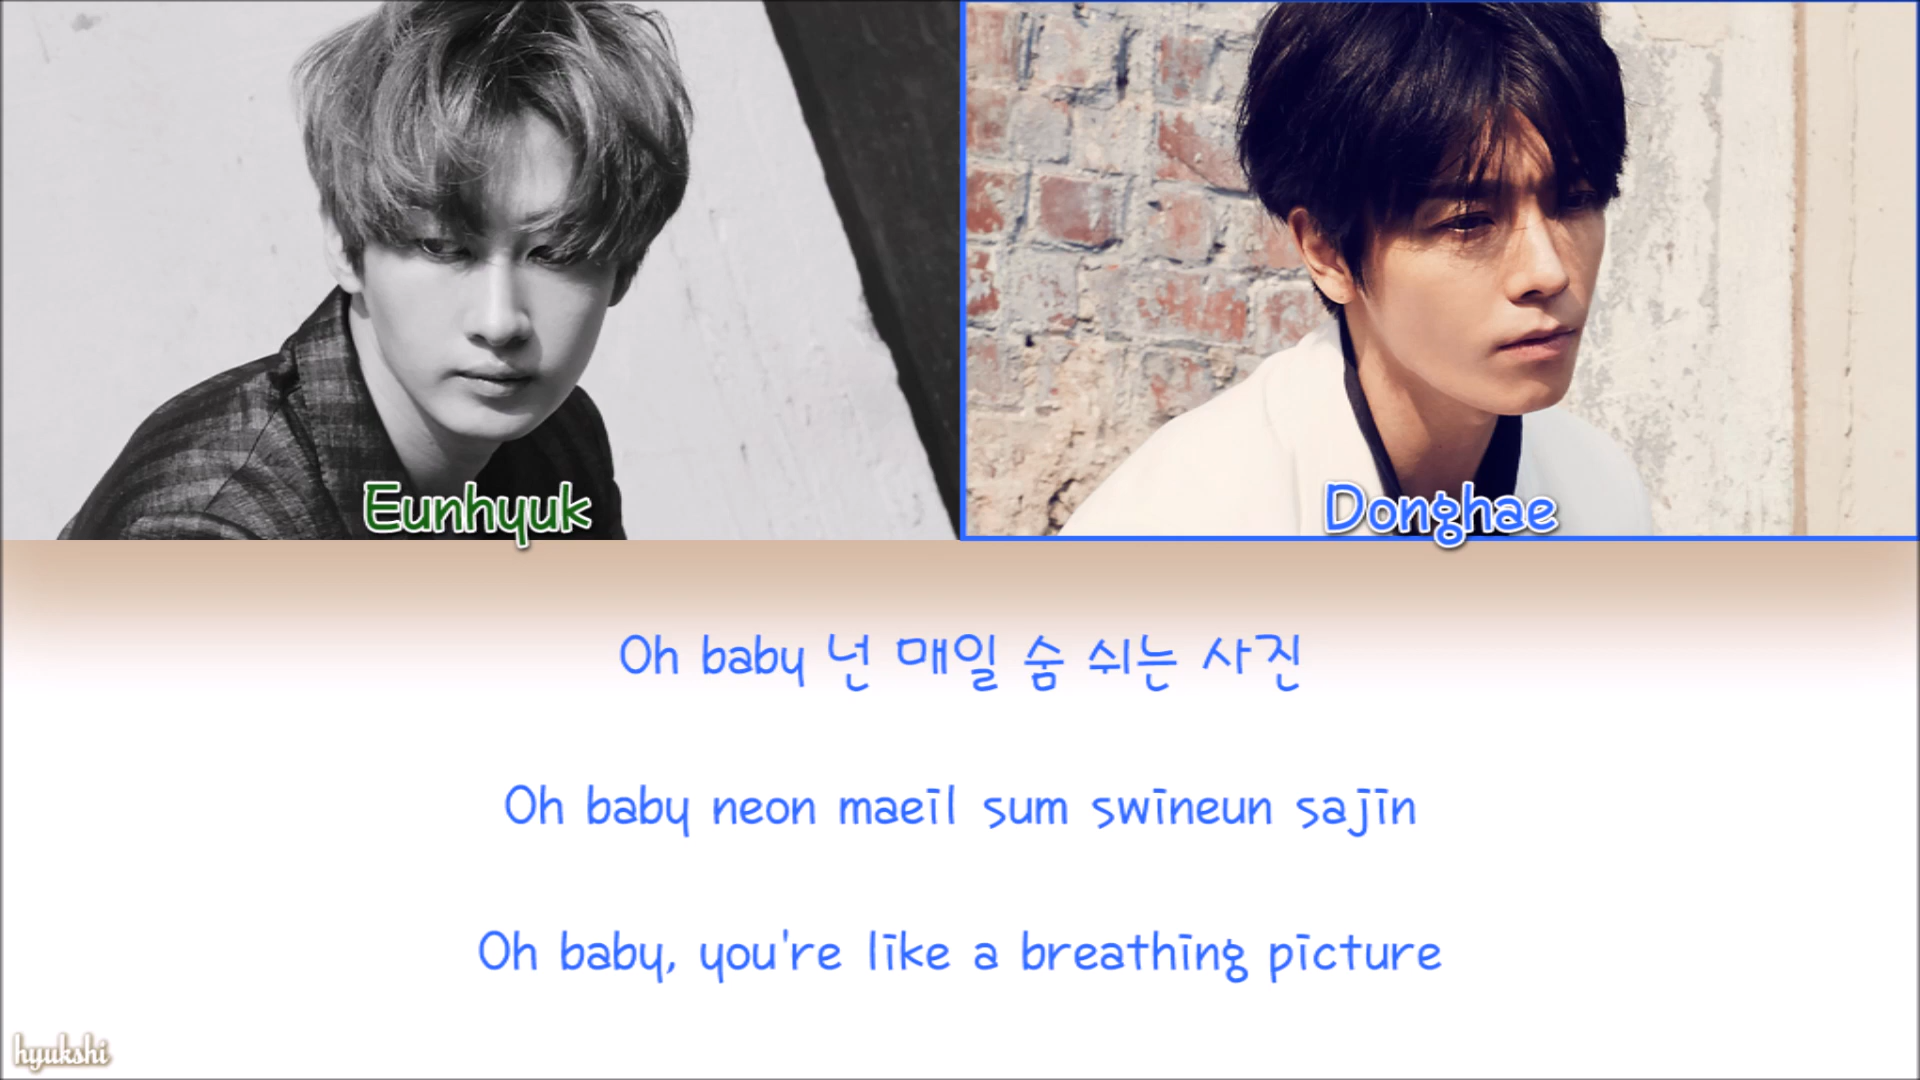 Eunhyuk
Donghae
Oh baby 넌 매일 숨 쉬는 사진
Oh baby neon maeil sum swineun sajin
Oh baby, you're like a breathing picture
hyukshi